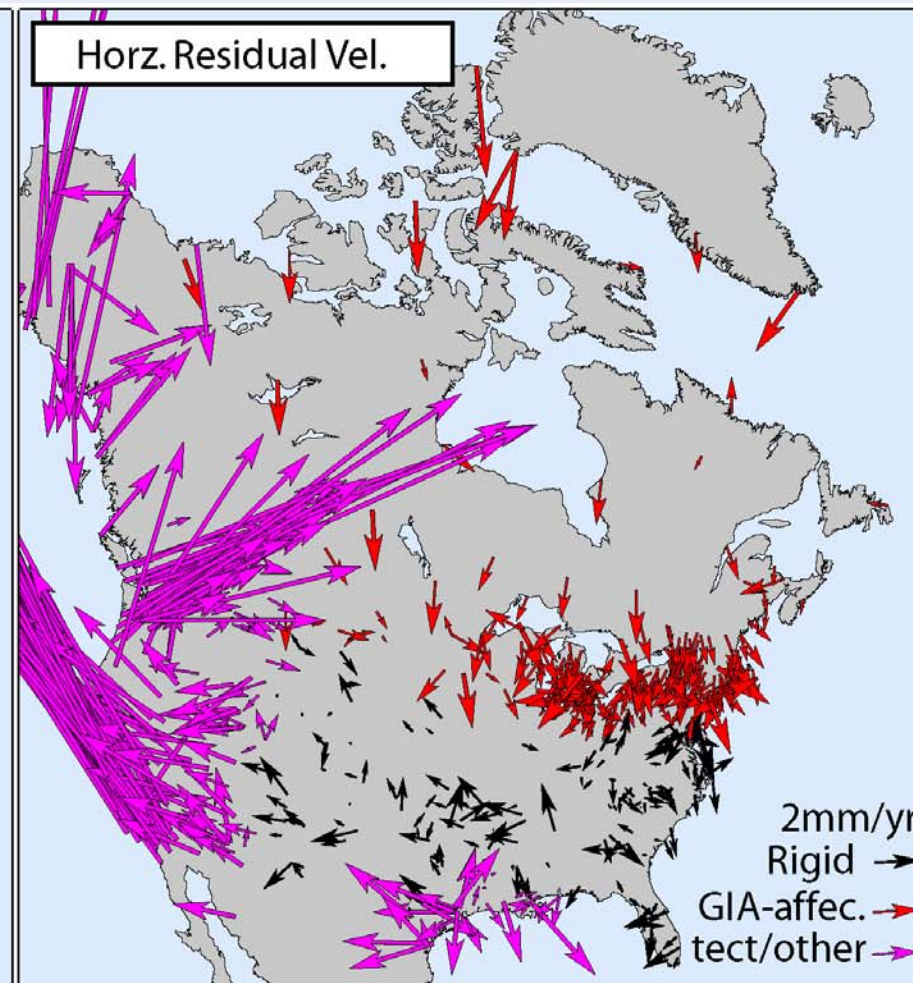 Horz. Residual Vel.
2mm/yr
Rigid
GIA-affec.
tect/other